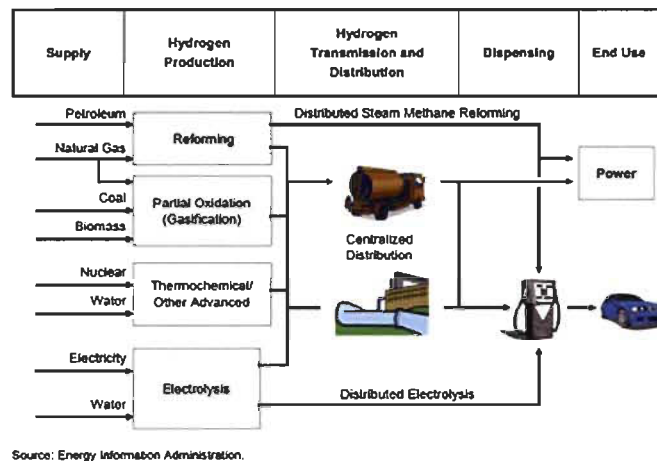 Supply
Hydrogen
Production
Hydrogen
Transmission and
Distribution
Dispensing
End Use
Petroleum
Reforming
Distributed Steam Methane Reforming
Natural Gas
Power
Coal
Partial Oxidation
(Gasification)
Biomass
Centralized
Distribution
Nuclear
Thermochemical/
Other Advanced
Water
Electricity
Electrolysis
Distributed Electrolysis
Water
Source: Energy Information Administration.